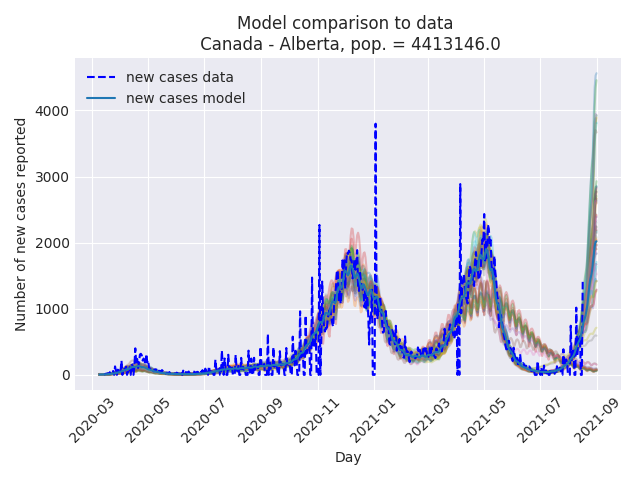 Model comparison to data
Canada - Alberta, pop. = 4413146.0
new cases data
new cases model
Number of new cases reported
4000
3000
2000
1000
0
2020-03
2020-05
2020-07
2020-09
2020-11
2021-01
2021-03
2021-05
2021-07
2021-09
Day